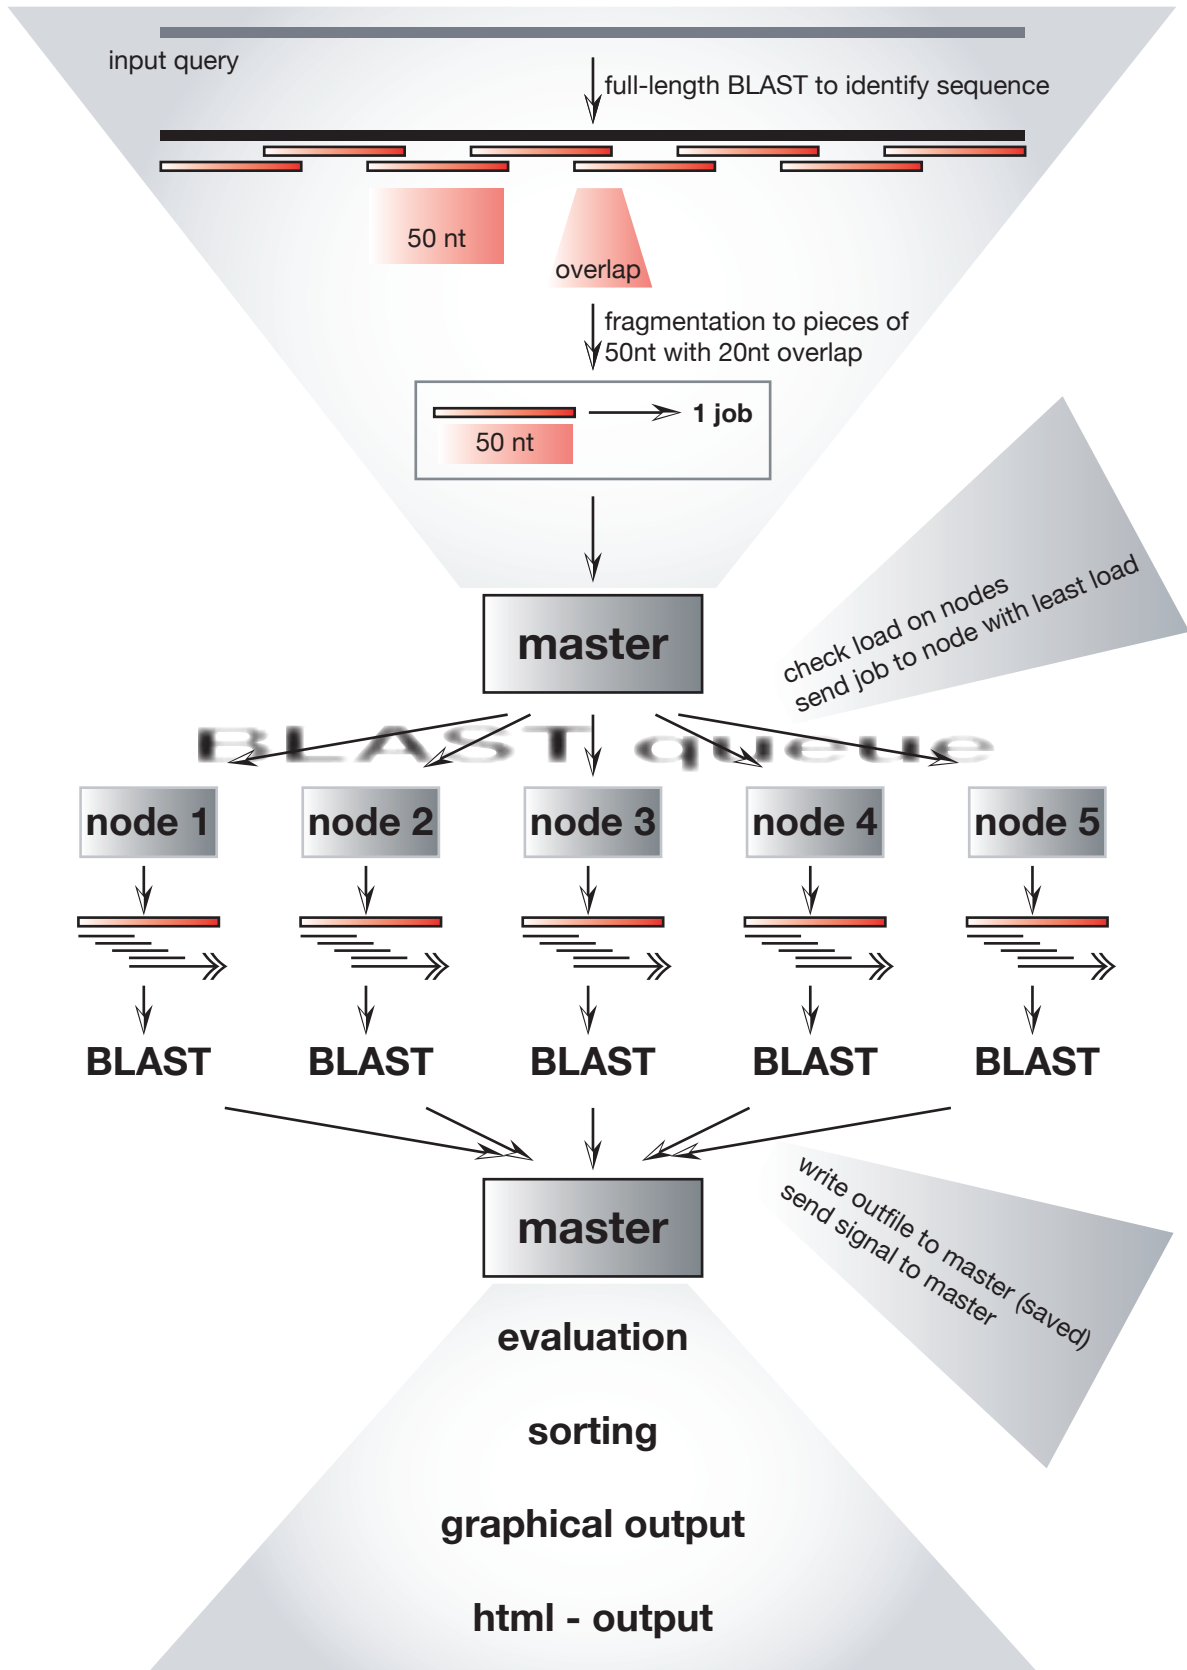 input query
full-length BLAST to identify sequence
50 nt
overlap
fragmentation to pieces of
50nt with 20nt overlap
1 job
50 nt
master
check load on nodes
send job to node with least load
BLAST queue
node 1
node 2
node 3
node 4
node 5
BLAST
BLAST
BLAST
BLAST
BLAST
write outfile to master (saved)
send signal to master
master
evaluation
sorting
graphical output
html - output